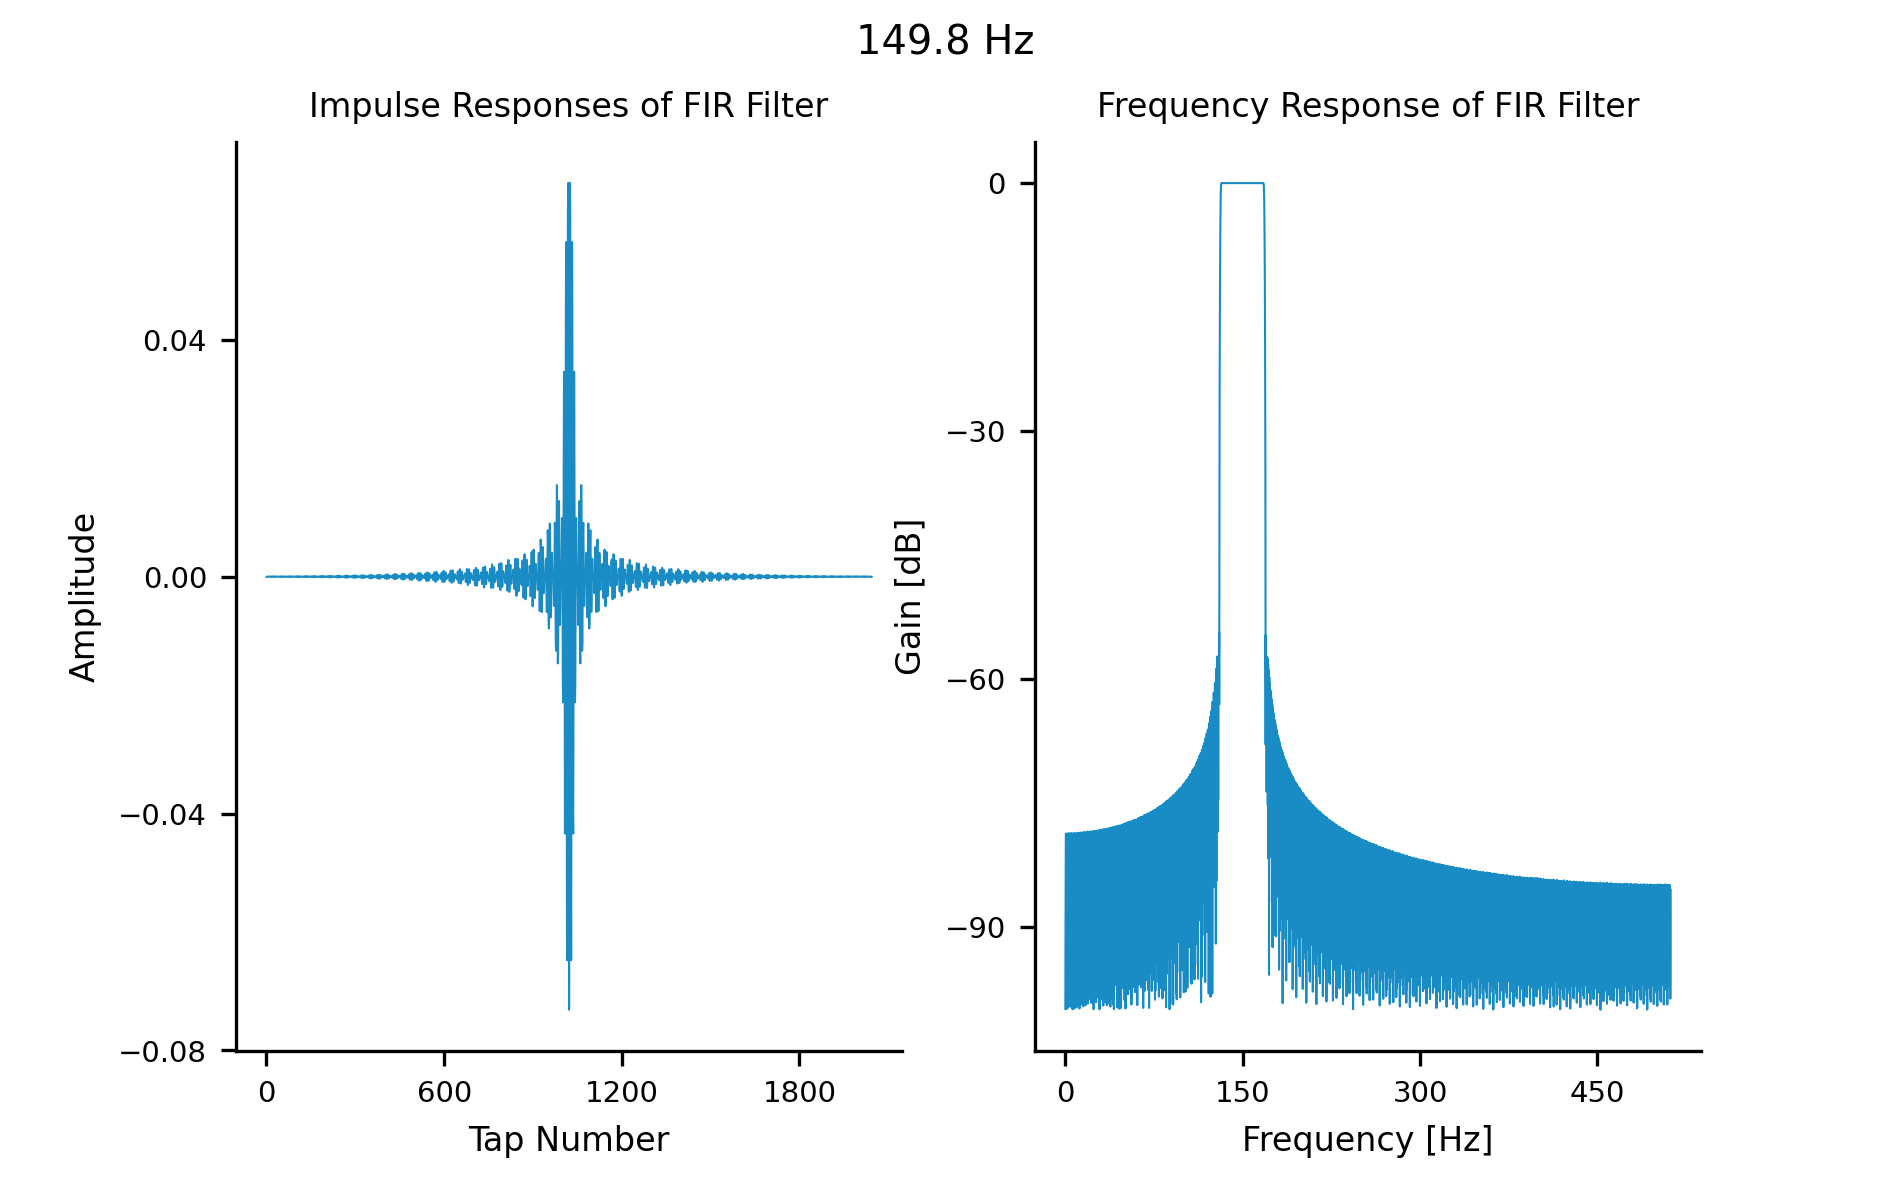 149.8 Hz
Impulse Responses of FIR Filter
0.04
0.00
−0.04
−0.08
Amplitude
0 600 1200 1800
Tap Number
Frequency Response of FIR Filter
0
−30
−60
−90
Gain [dB]
0 150 300 450
Frequency [Hz]